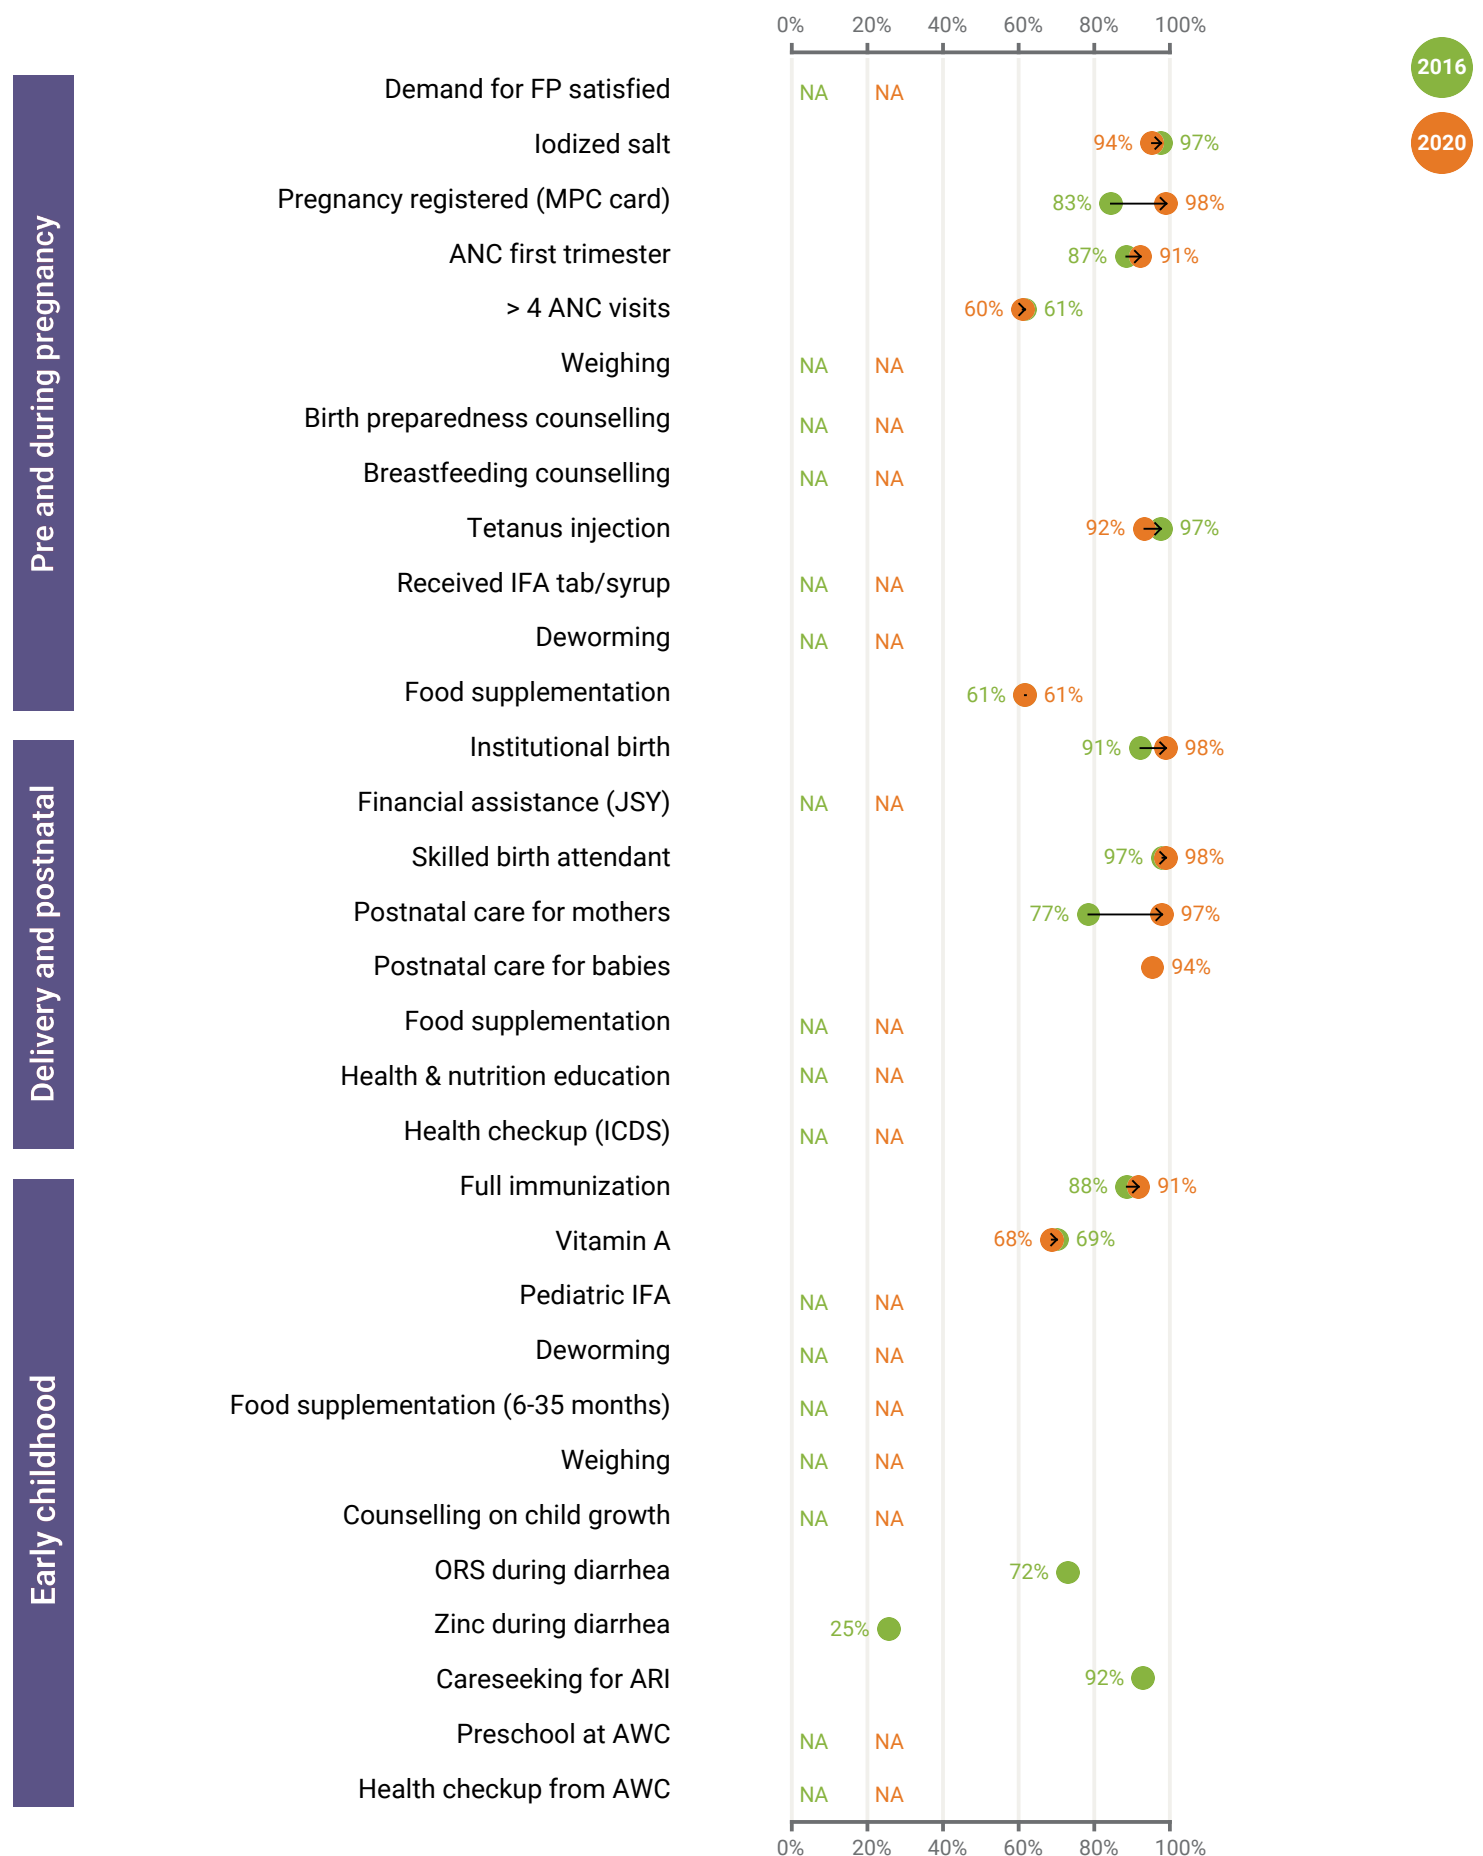 0% 20% 40% 60% 80% 100%
2016
2020
Pre and during pregnancy
Demand for FP satisfied NA NA
Iodized salt 94% 97%
Pregnancy registered (MPC card) 83% 98%
ANC first trimester 87% 91%
> 4 ANC visits 60% 61%
Weighing NA NA
Birth preparedness counselling NA NA
Breastfeeding counselling NA NA
Tetanus injection 92% 97%
Received IFA tab/syrup NA NA
Deworming NA NA
Food supplementation 61% 61%
Delivery and postnatal
Institutional birth 91% 98%
Financial assistance (JSY) NA NA
Skilled birth attendant 97% 98%
Postnatal care for mothers 77% 97%
Postnatal care for babies 94%
Food supplementation NA NA
Health & nutrition education NA NA
Health checkup (ICDS) NA NA
Early childhood
Full immunization 88% 91%
Vitamin A 68% 69%
Pediatric IFA NA NA
Deworming NA NA
Food supplementation (6-35 months) NA NA
Weighing NA NA
Counselling on child growth NA NA
ORS during diarrhea 72%
Zinc during diarrhea 25%
Careseeking for ARI 92%
Preschool at AWC NA NA
Health checkup from AWC NA NA
0% 20% 40% 60% 80% 100%